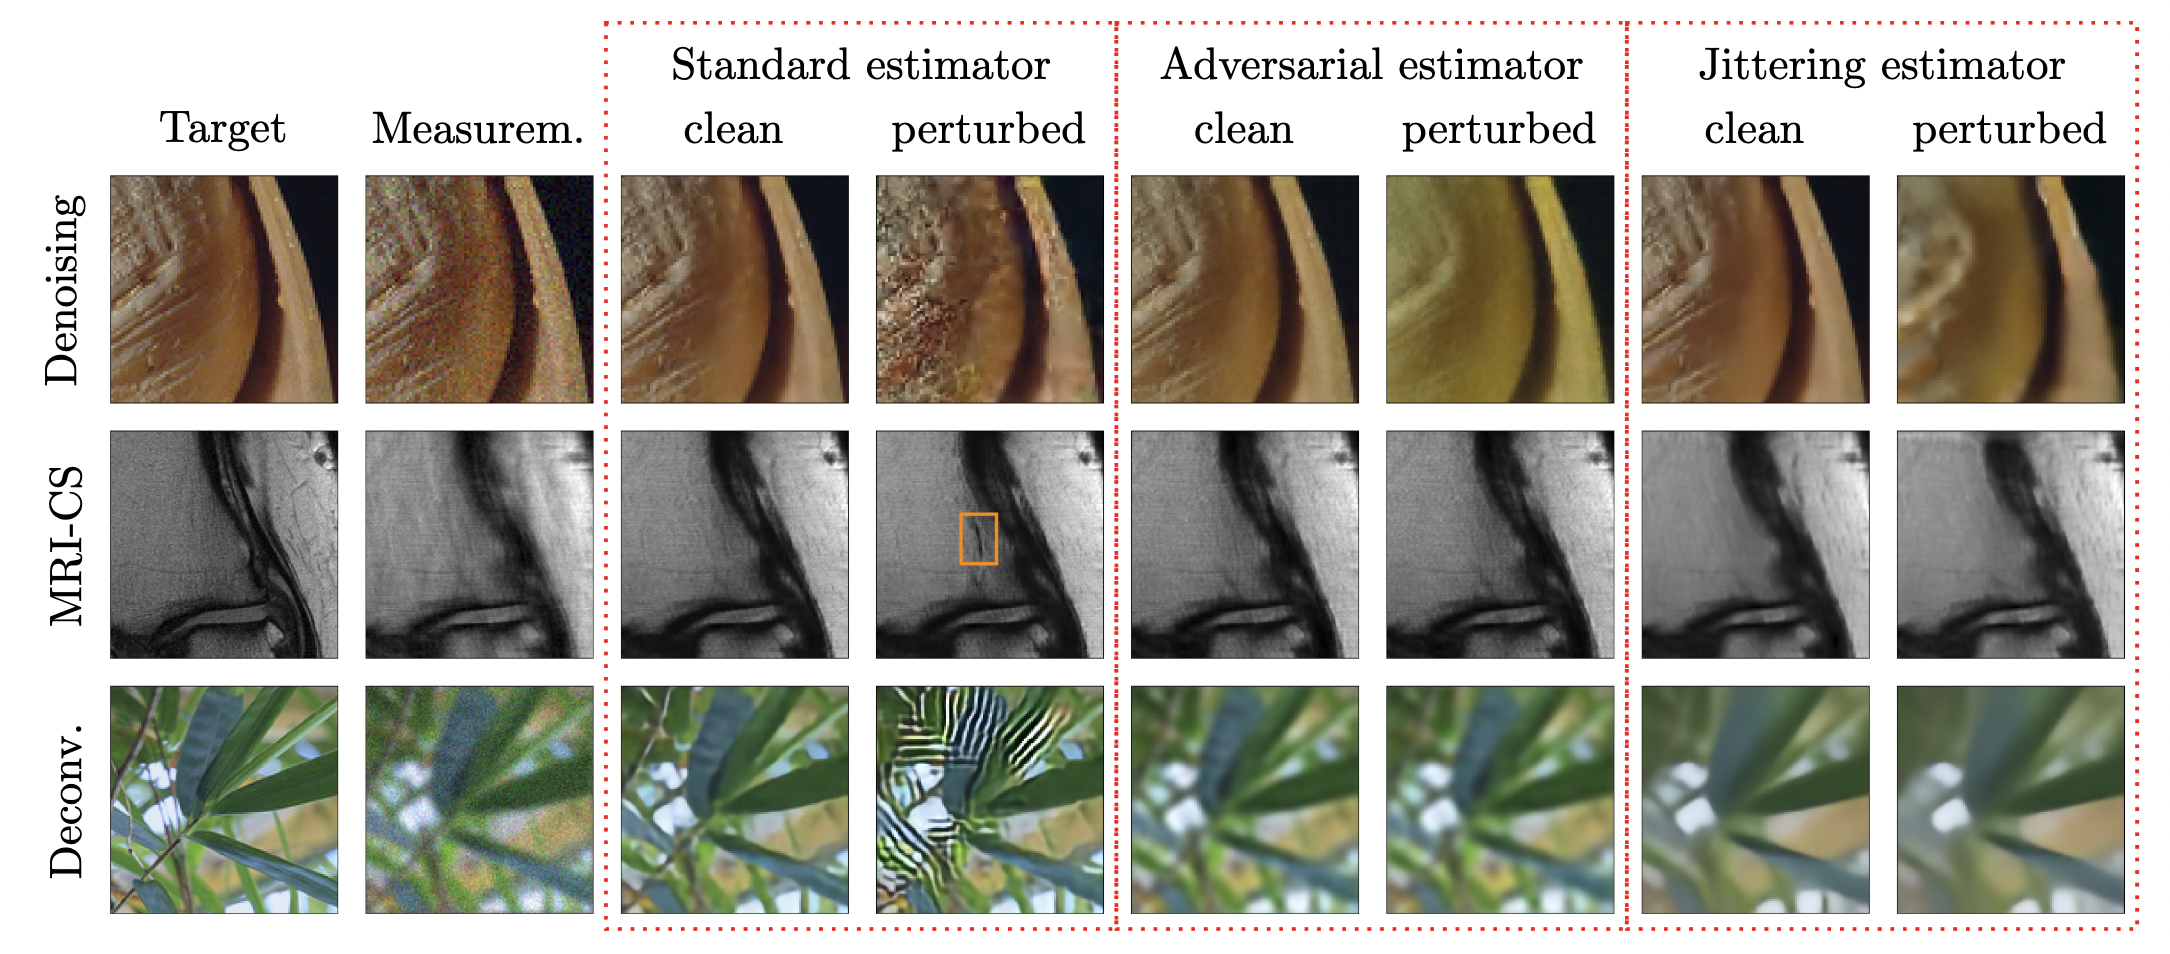 Standard estimator Adversarial estimator Jittering estimator
Target Measurem. clean perturbed clean perturbed clean perturbed
Denoising
MRI-CS
Deconv.